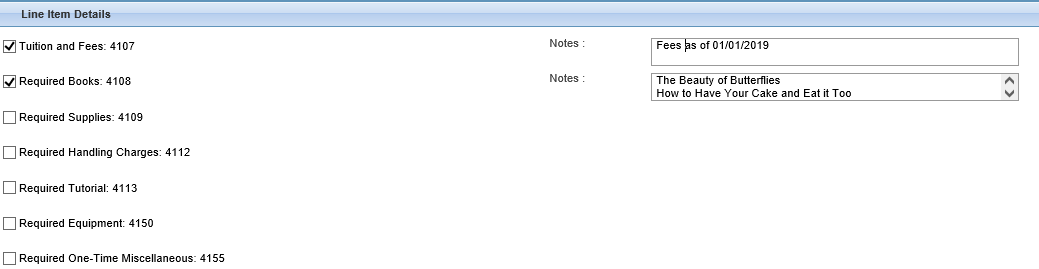 Line Item Details
Tuition and Fees: 4107
Notes :
Fees as of 01/01/2019
Required Books: 4108
Notes :
The Beauty of Butterflies
How to Have Your Cake and Eat it Too
Required Supplies: 4109
Required Handling Charges: 4112
Required Tutorial: 4113
Required Equipment: 4150
Required One-Time Miscellaneous: 4155